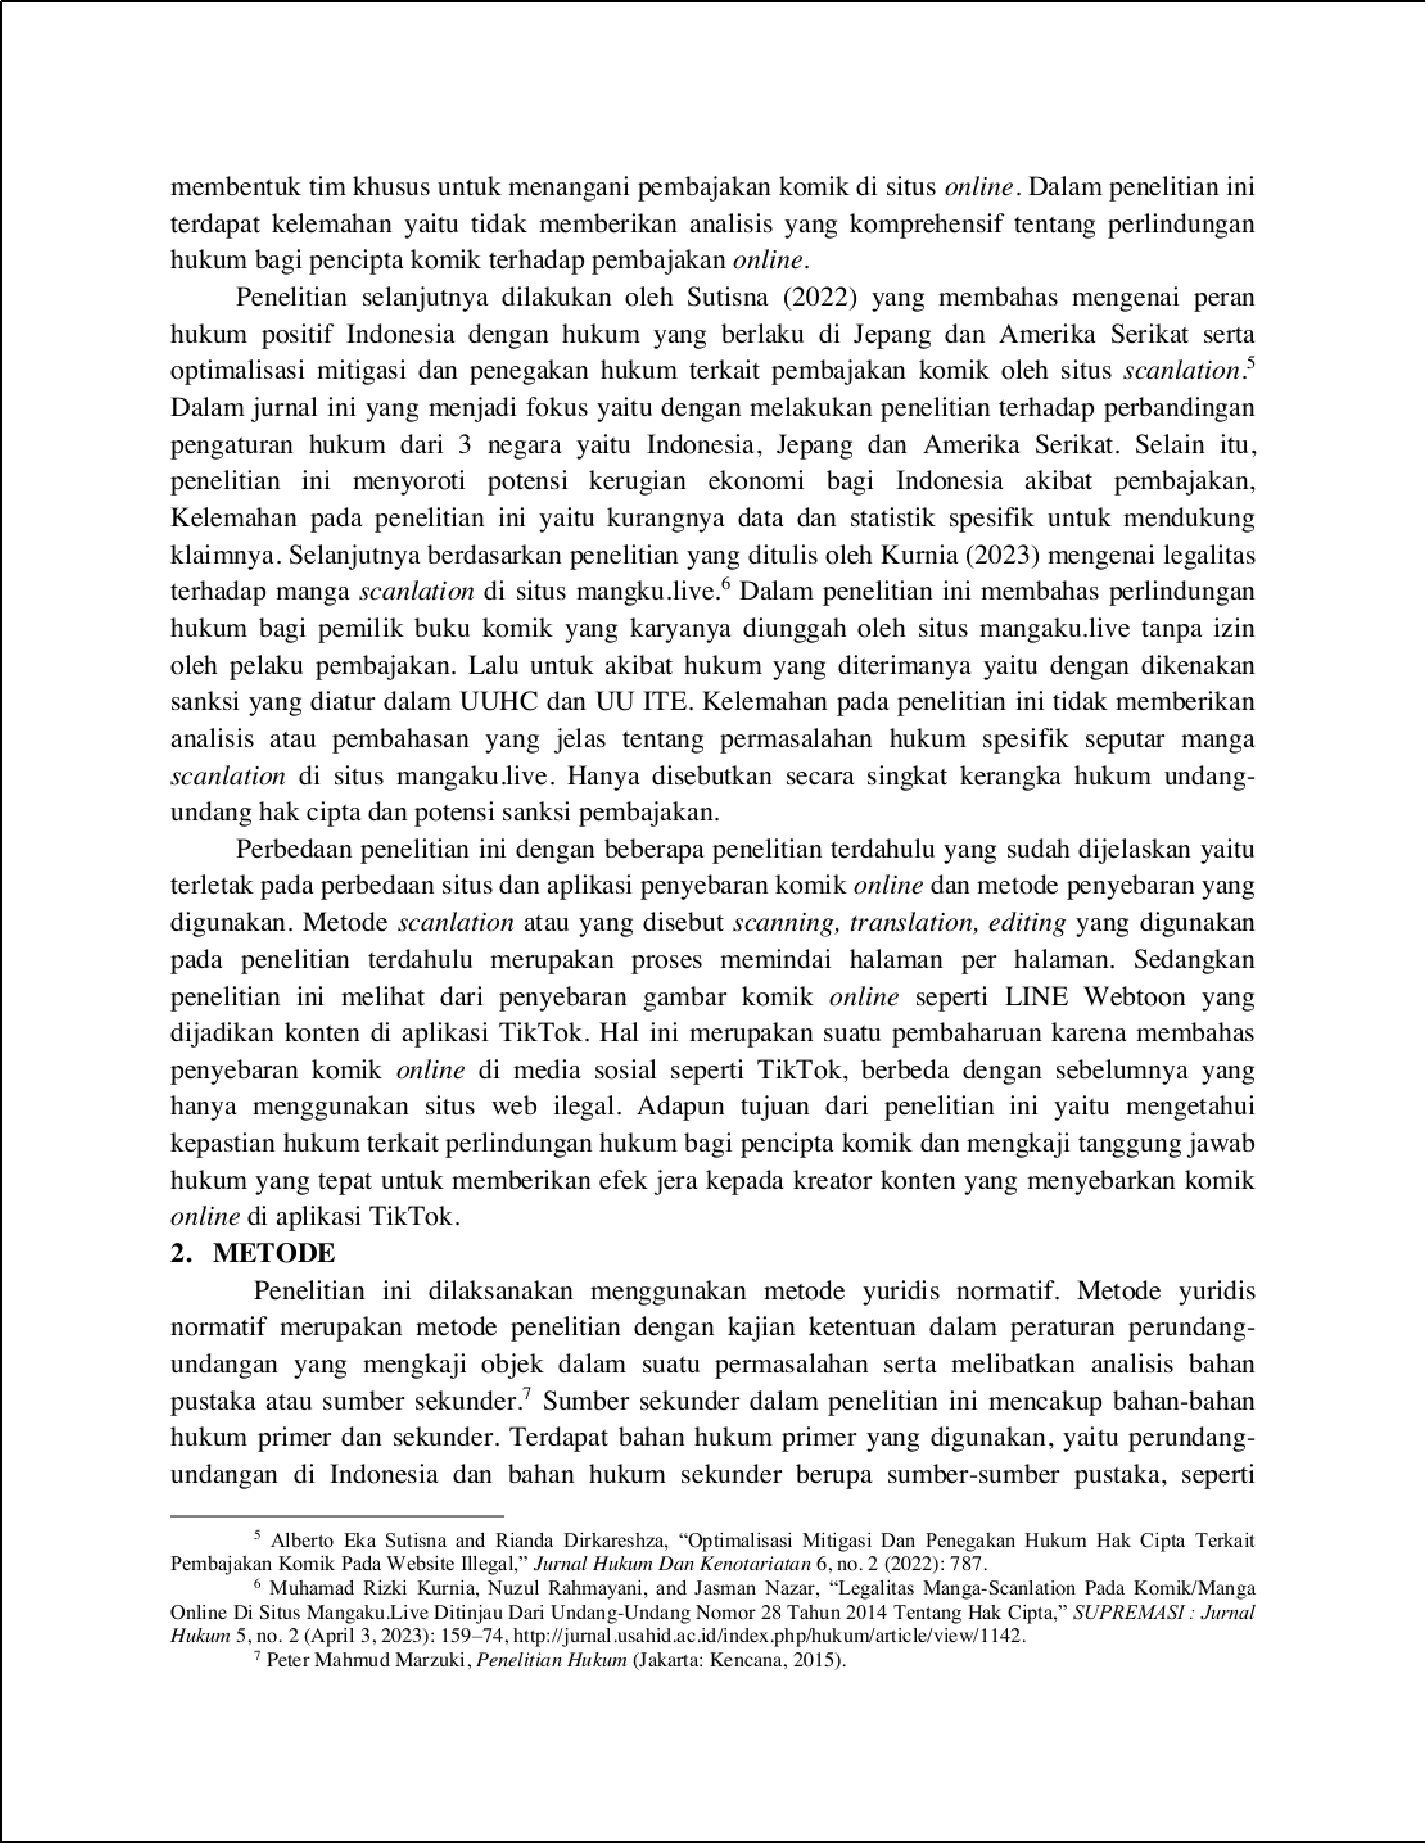 membentuk tim khusus untuk menangani pembajakan komik di situs online. Dalam penelitian ini
terdapat kelemahan yaitu tidak memberikan analisis yang komprehensif tentang perlindungan
hukum bagi pencipta komik terhadap pembajakan online.
Penelitian selanjutnya dilakukan oleh Sutisna (2022) yang membahas mengenai peran
hukum positif Indonesia dengan hukum yang berlaku di Jepang dan Amerika Serikat serta
optimalisasi mitigasi dan penegakan hukum terkait pembajakan komik oleh situs scanlation.5
Dalam jurnal ini yang menjadi fokus yaitu dengan melakukan penelitian terhadap perbandingan
pengaturan hukum dari 3 negara yaitu Indonesia, Jepang dan Amerika Serikat. Selain itu,
penelitian ini menyoroti potensi kerugian ekonomi bagi Indonesia akibat pembajakan,
Kelemahan pada penelitian ini yaitu kurangnya data dan statistik spesifik untuk mendukung
klaimnya. Selanjutnya berdasarkan penelitian yang ditulis oleh Kurnia (2023) mengenai legalitas
terhadap manga scanlation di situs mangku.live.6 Dalam penelitian ini membahas perlindungan
hukum bagi pemilik buku komik yang karyanya diunggah oleh situs mangaku.live tanpa izin
oleh pelaku pembajakan. Lalu untuk akibat hukum yang diterimanya yaitu dengan dikenakan
sanksi yang diatur dalam UUHC dan UU ITE. Kelemahan pada penelitian ini tidak memberikan
analisis atau pembahasan yang jelas tentang permasalahan hukum spesifik seputar manga
scanlation di situs mangaku.live. Hanya disebutkan secara singkat kerangka hukum undang-
undang hak cipta dan potensi sanksi pembajakan.
Perbedaan penelitian ini dengan beberapa penelitian terdahulu yang sudah dijelaskan yaitu
terletak pada perbedaan situs dan aplikasi penyebaran komik online dan metode penyebaran yang
digunakan. Metode scanlation atau yang disebut scanning, translation, editing yang digunakan
pada penelitian terdahulu merupakan proses memindai halaman per halaman. Sedangkan
penelitian ini melihat dari penyebaran gambar komik online seperti LINE Webtoon yang
dijadikan konten di aplikasi TikTok. Hal ini merupakan suatu pembaharuan karena membahas
penyebaran komik online di media sosial seperti TikTok, berbeda dengan sebelumnya yang
hanya menggunakan situs web ilegal. Adapun tujuan dari penelitian ini yaitu mengetahui
kepastian hukum terkait perlindungan hukum bagi pencipta komik dan mengkaji tanggung jawab
hukum yang tepat untuk memberikan efek jera kepada kreator konten yang menyebarkan komik
online di aplikasi TikTok.
2. METODE
Penelitian ini dilaksanakan menggunakan metode yuridis normatif. Metode yuridis
normatif merupakan metode penelitian dengan kajian ketentuan dalam peraturan perundang-
undangan yang mengkaji objek dalam suatu permasalahan serta melibatkan analisis bahan
pustaka atau sumber sekunder.7 Sumber sekunder dalam penelitian ini mencakup bahan-bahan
hukum primer dan sekunder. Terdapat bahan hukum primer yang digunakan, yaitu perundang-
undangan di Indonesia dan bahan hukum sekunder berupa sumber-sumber pustaka, seperti
5 Alberto Eka Sutisna and Rianda Dirkareshza, “Optimalisasi Mitigasi Dan Penegakan Hukum Hak Cipta Terkait
Pembajakan Komik Pada Website Illegal,” Jurnal Hukum Dan Kenotariatan 6, no. 2 (2022): 787.
6 Muhamad Rizki Kurnia, Nuzul Rahmayani, and Jasman Nazar, “Legalitas Manga-Scanlation Pada Komik/Manga
Online Di Situs Mangaku.Live Ditinjau Dari Undang-Undang Nomor 28 Tahun 2014 Tentang Hak Cipta,” SUPREMASI : Jurnal
Hukum 5, no. 2 (April 3, 2023): 159–74, http://jurnal.usahid.ac.id/index.php/hukum/article/view/1142.
7 Peter Mahmud Marzuki, Penelitian Hukum (Jakarta: Kencana, 2015).